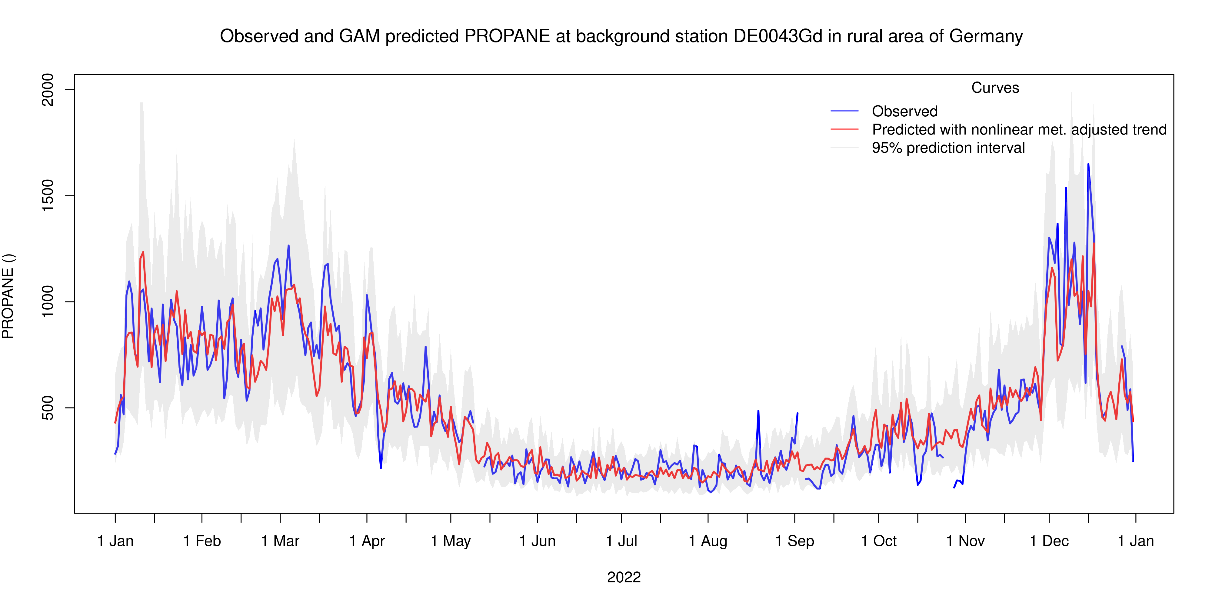 Observed and GAM predicted PROPANE at background station DE0043Gd in rural area of Germany
PROPANE ()
2000
1500
1000
500
Curves
Observed
Predicted with nonlinear met. adjusted trend
95% prediction interval
1 Jan 1 Feb 1 Mar 1 Apr 1 May 1 Jun 1 Jul 1 Aug 1 Sep 1 Oct 1 Nov 1 Dec 1 Jan
2022